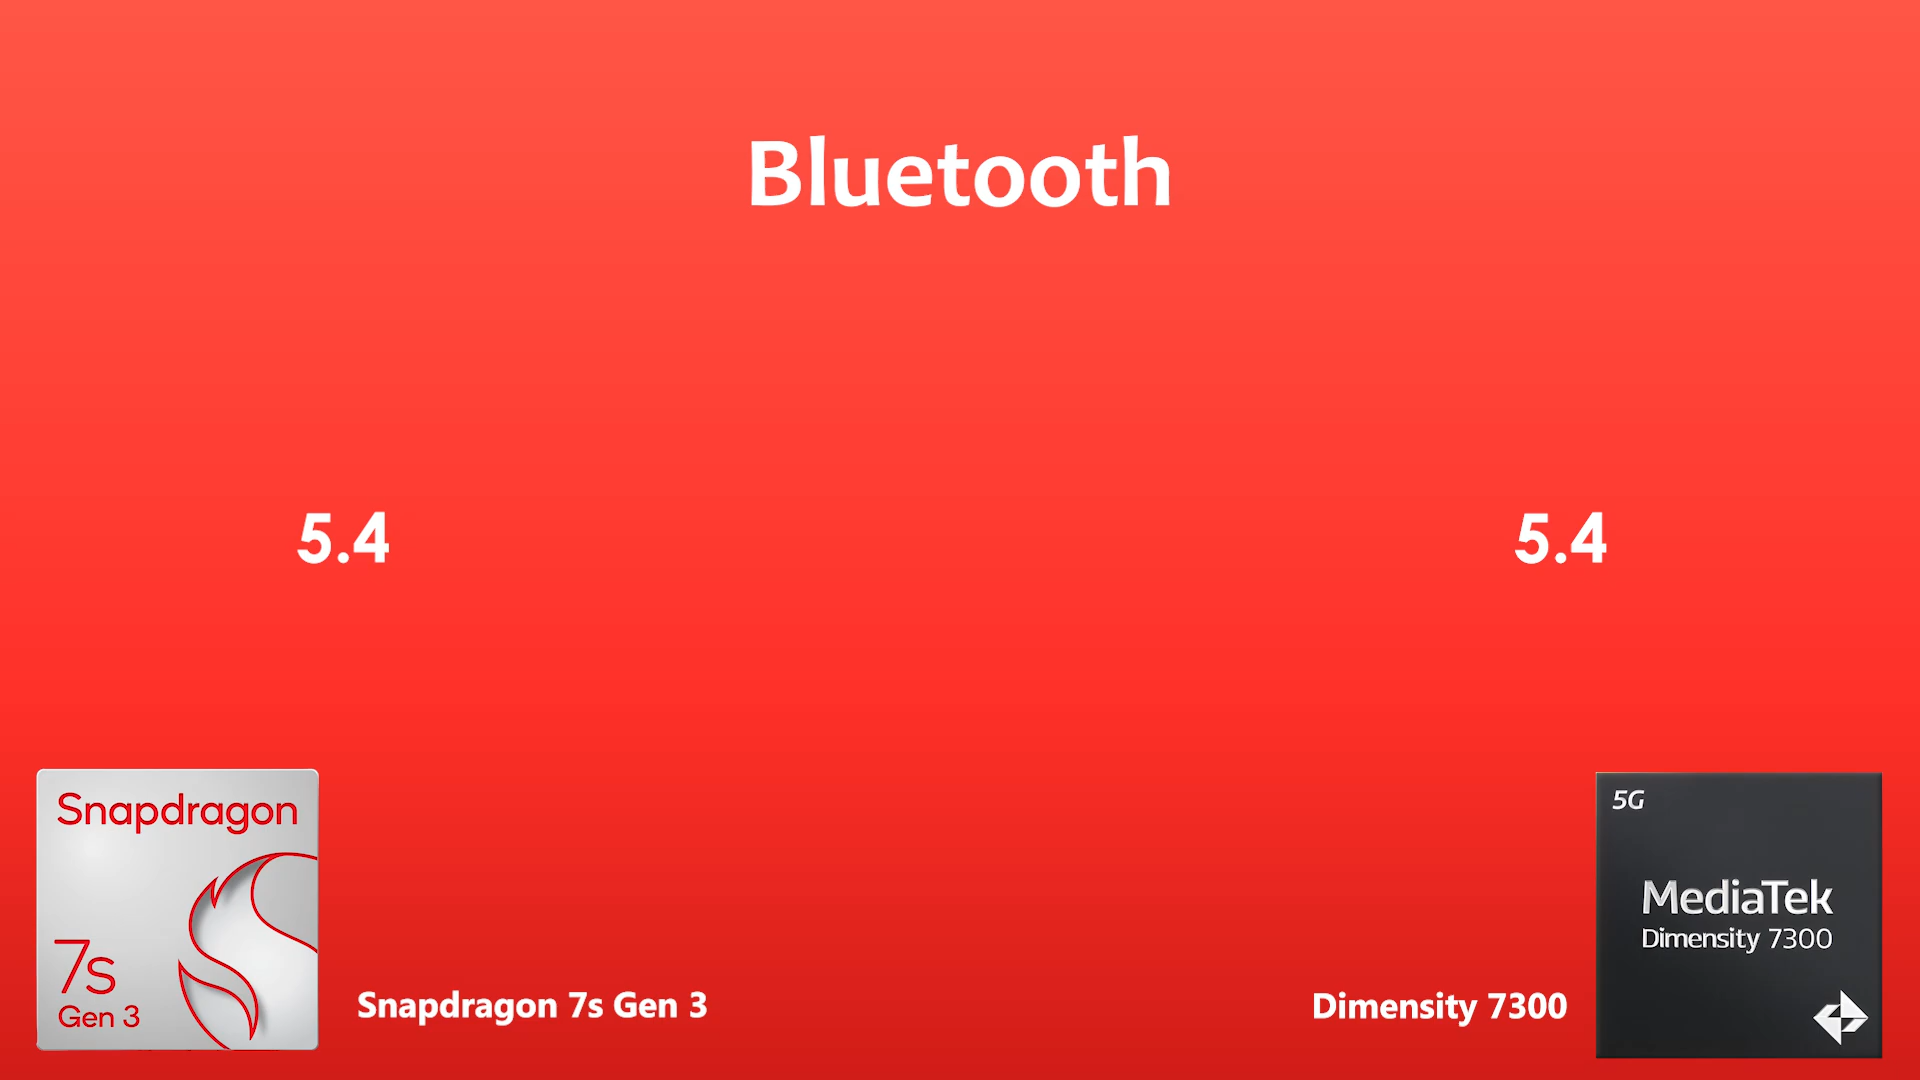 Bluetooth
5.4
5.4
Snapdragon
7s
Gen 3
Snapdragon 7s Gen 3
Dimensity 7300
5G
MediaTek
Dimensity 7300